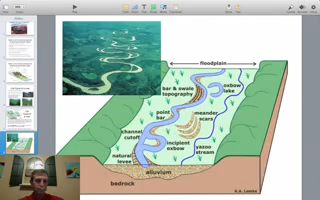 floodplain
bar & swale
topography
oxbow
lake
point
bar
meander
scars
channel
cutoff
incipient
oxbow
yazoo
stream
natural
levee
alluvium
bedrock